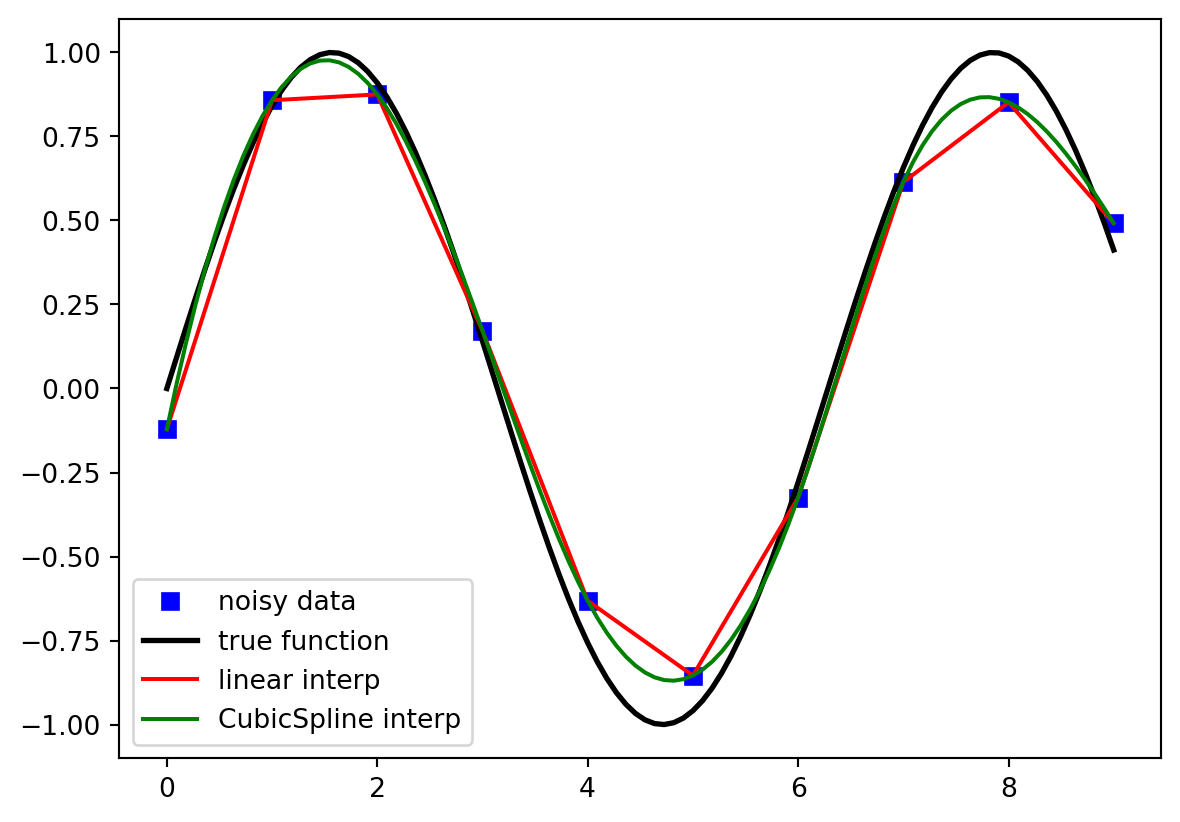 1.00
0.75
0.50
0.25
0.00
−0.25
−0.50
−0.75
−1.00
noisy data
true function
linear interp
CubicSpline interp
0 2 4 6 8